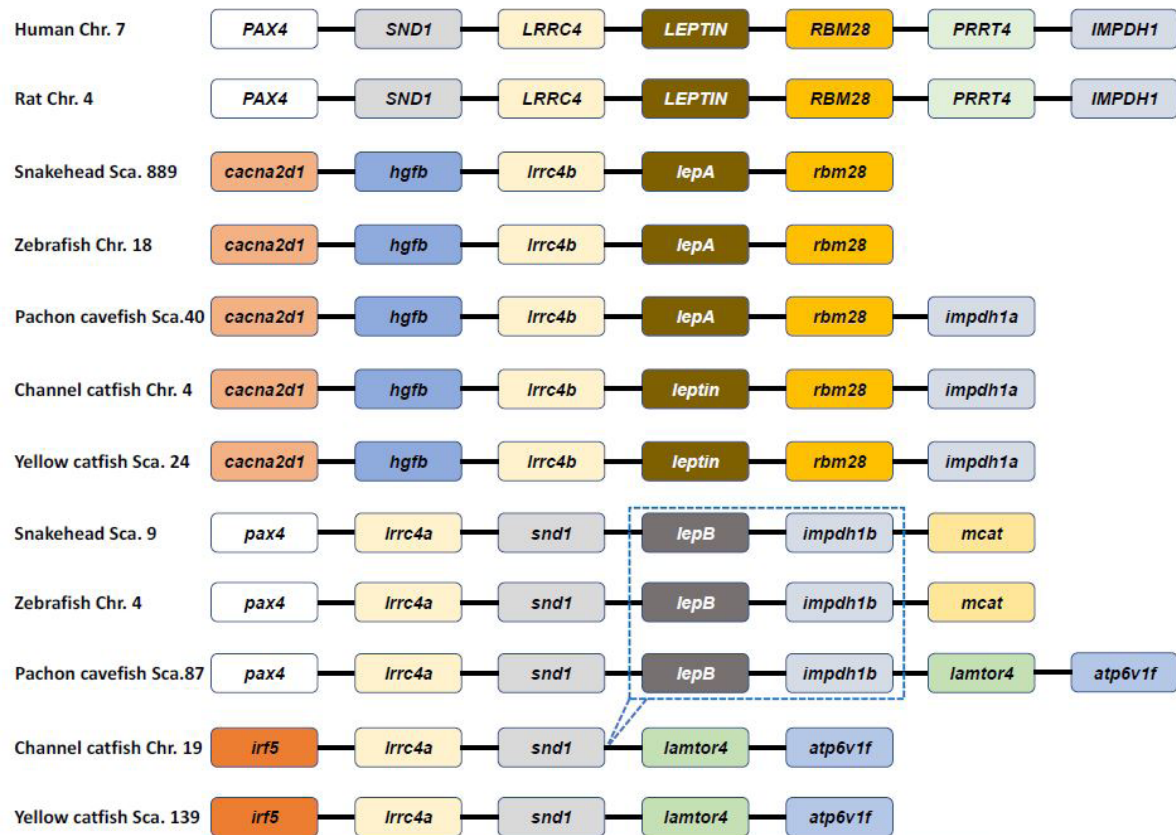 Human Chr. 7 PAX4 SND1 LRRC4 LEPTIN RBM28 PRRT4 IMPDH1
Rat Chr. 4 PAX4 SND1 LRRC4 LEPTIN RBM28 PRRT4 IMPDH1
Snakehead Sca. 889 cacna2d1 hgfb lrrc4b lepA rbm28
Zebrafish Chr. 18 cacna2d1 hgfb lrrc4b lepA rbm28
Pachon cavefish Sca.40 cacna2d1 hgfb lrrc4b lepA rbm28 impdh1a
Channel catfish Chr. 4 cacna2d1 hgfb lrrc4b leptin rbm28 impdh1a
Yellow catfish Sca. 24 cacna2d1 hgfb lrrc4b leptin rbm28 impdh1a
Snakehead Sca. 9 pax4 lrrc4a snd1 lepB impdh1b mcat
Zebrafish Chr. 4 pax4 lrrc4a snd1 lepB impdh1b mcat
Pachon cavefish Sca.87 pax4 lrrc4a snd1 lepB impdh1b lamtor4 atp6v1f
Channel catfish Chr. 19 irf5 lrrc4a snd1 lamtor4 atp6v1f
Yellow catfish Sca. 139 irf5 lrrc4a snd1 lamtor4 atp6v1f